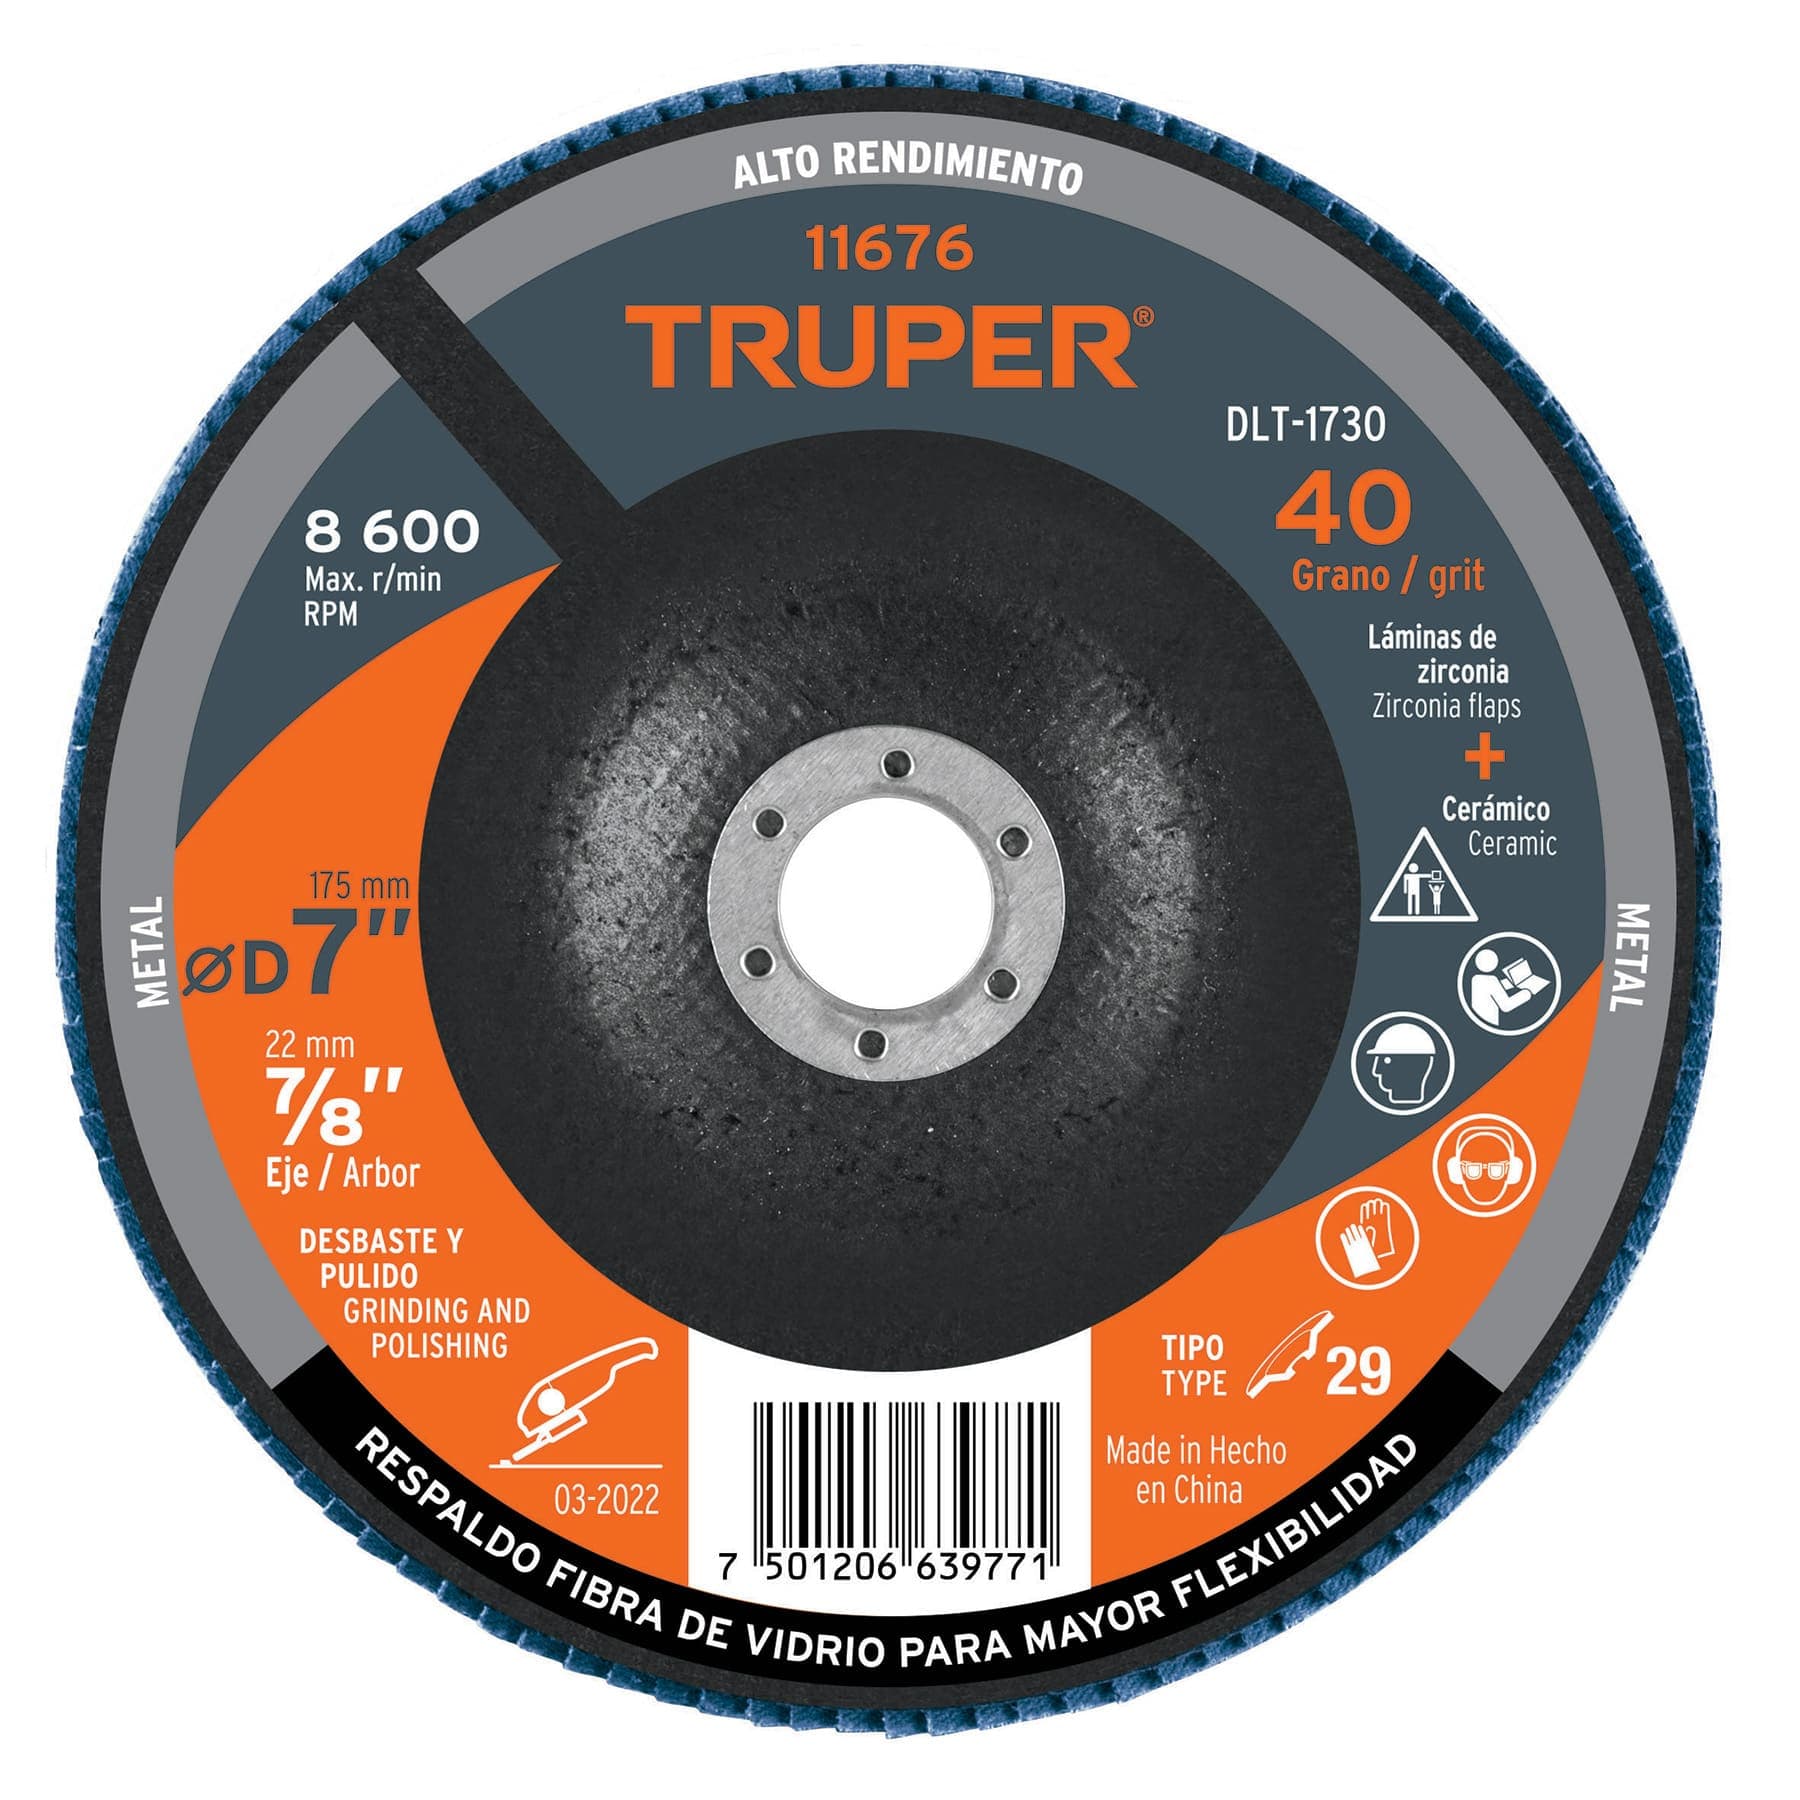 ALTO RENDIMIENTO
11676
TRUPER®
DLT-1730
40
Grano / grit
Láminas de
zirconia
Zirconia flaps
+
Cerámico
Ceramic
8 600
Max. r/min
RPM
METAL
METAL
175 mm
øD7"
22 mm
7/8"
Eje / Arbor
DESBASTE Y
PULIDO
GRINDING AND
POLISHING
03-2022
TIPO
TYPE
29
Made in Hecho
en China
7 501206 639771
RESPALDO FIBRA DE VIDRIO PARA MAYOR FLEXIBILIDAD